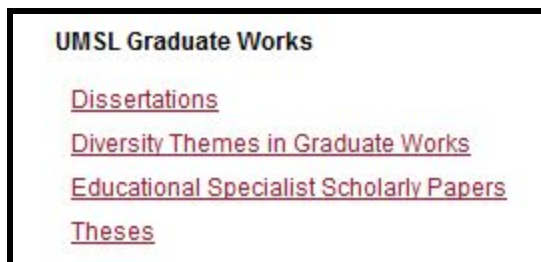 UMSL Graduate Works
Dissertations
Diversity Themes in Graduate Works
Educational Specialist Scholarly Papers
Theses